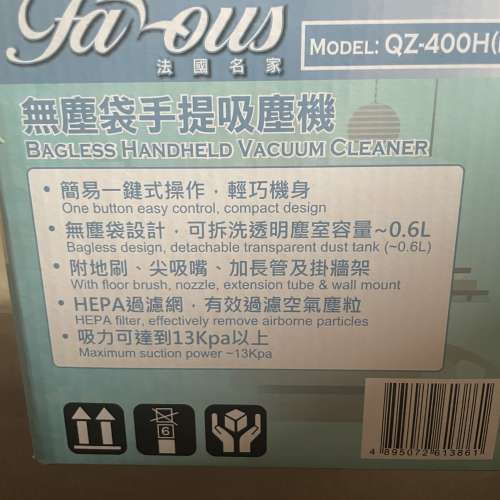 Famous
法國名家
MODEL: QZ-400H(
無塵袋手提吸塵機
BAGLESS HANDHELD VACUUM CLEANER
• 簡易一鍵式操作，輕巧機身
One button easy control, compact design
• 無塵袋設計，可拆洗透明塵室容量~0.6L
Bagless design, detachable transparent dust tank (~0.6L)
• 附地刷、尖吸嘴、加長管及掛牆架
With floor brush, nozzle, extension tube & wall mount
• HEPA過濾網，有效過濾空氣塵粒
HEPA filter, effectively remove airborne particles
• 吸力可達到13Kpa以上
Maximum suction power ~13Kpa
6
4 895072 613861